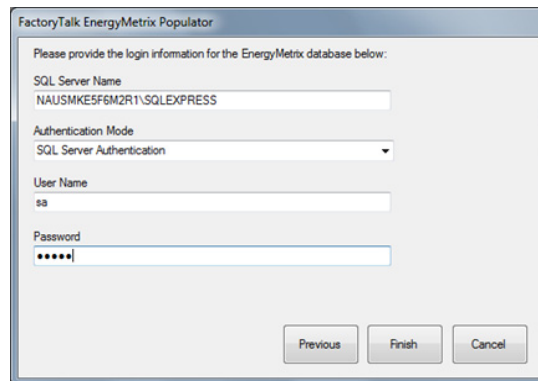 FactoryTalk EnergyMetrix Populator
Please provide the login information for the EnergyMetrix database below:
SQL Server Name
NAUSMKE5F6M2R1\SQLEXPRESS
Authentication Mode
SQL Server Authentication
User Name
sa
Password
•••••
Previous
Finish
Cancel